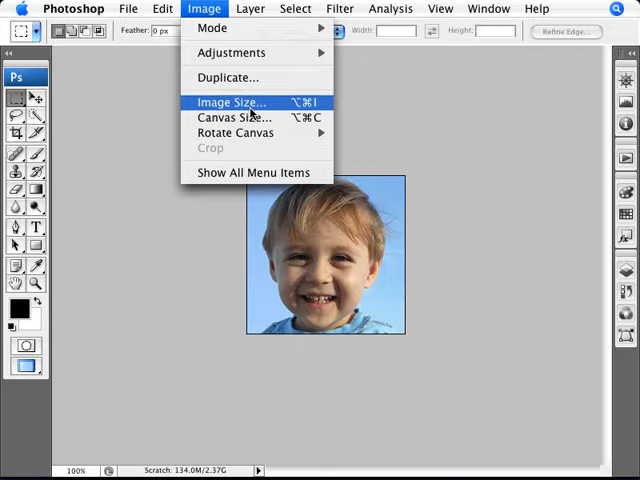 Photoshop File Edit Image Layer Select Filter Analysis View Window Help
Feather: 0 px Width: Height: Refine Edge...
Mode
Adjustments
Duplicate...
Image Size... ⌥⌘I
Canvas Size... ⌥⌘C
Rotate Canvas
Crop
Show All Menu Items
Ps
T
100% Scratch: 134.0M/2.37G